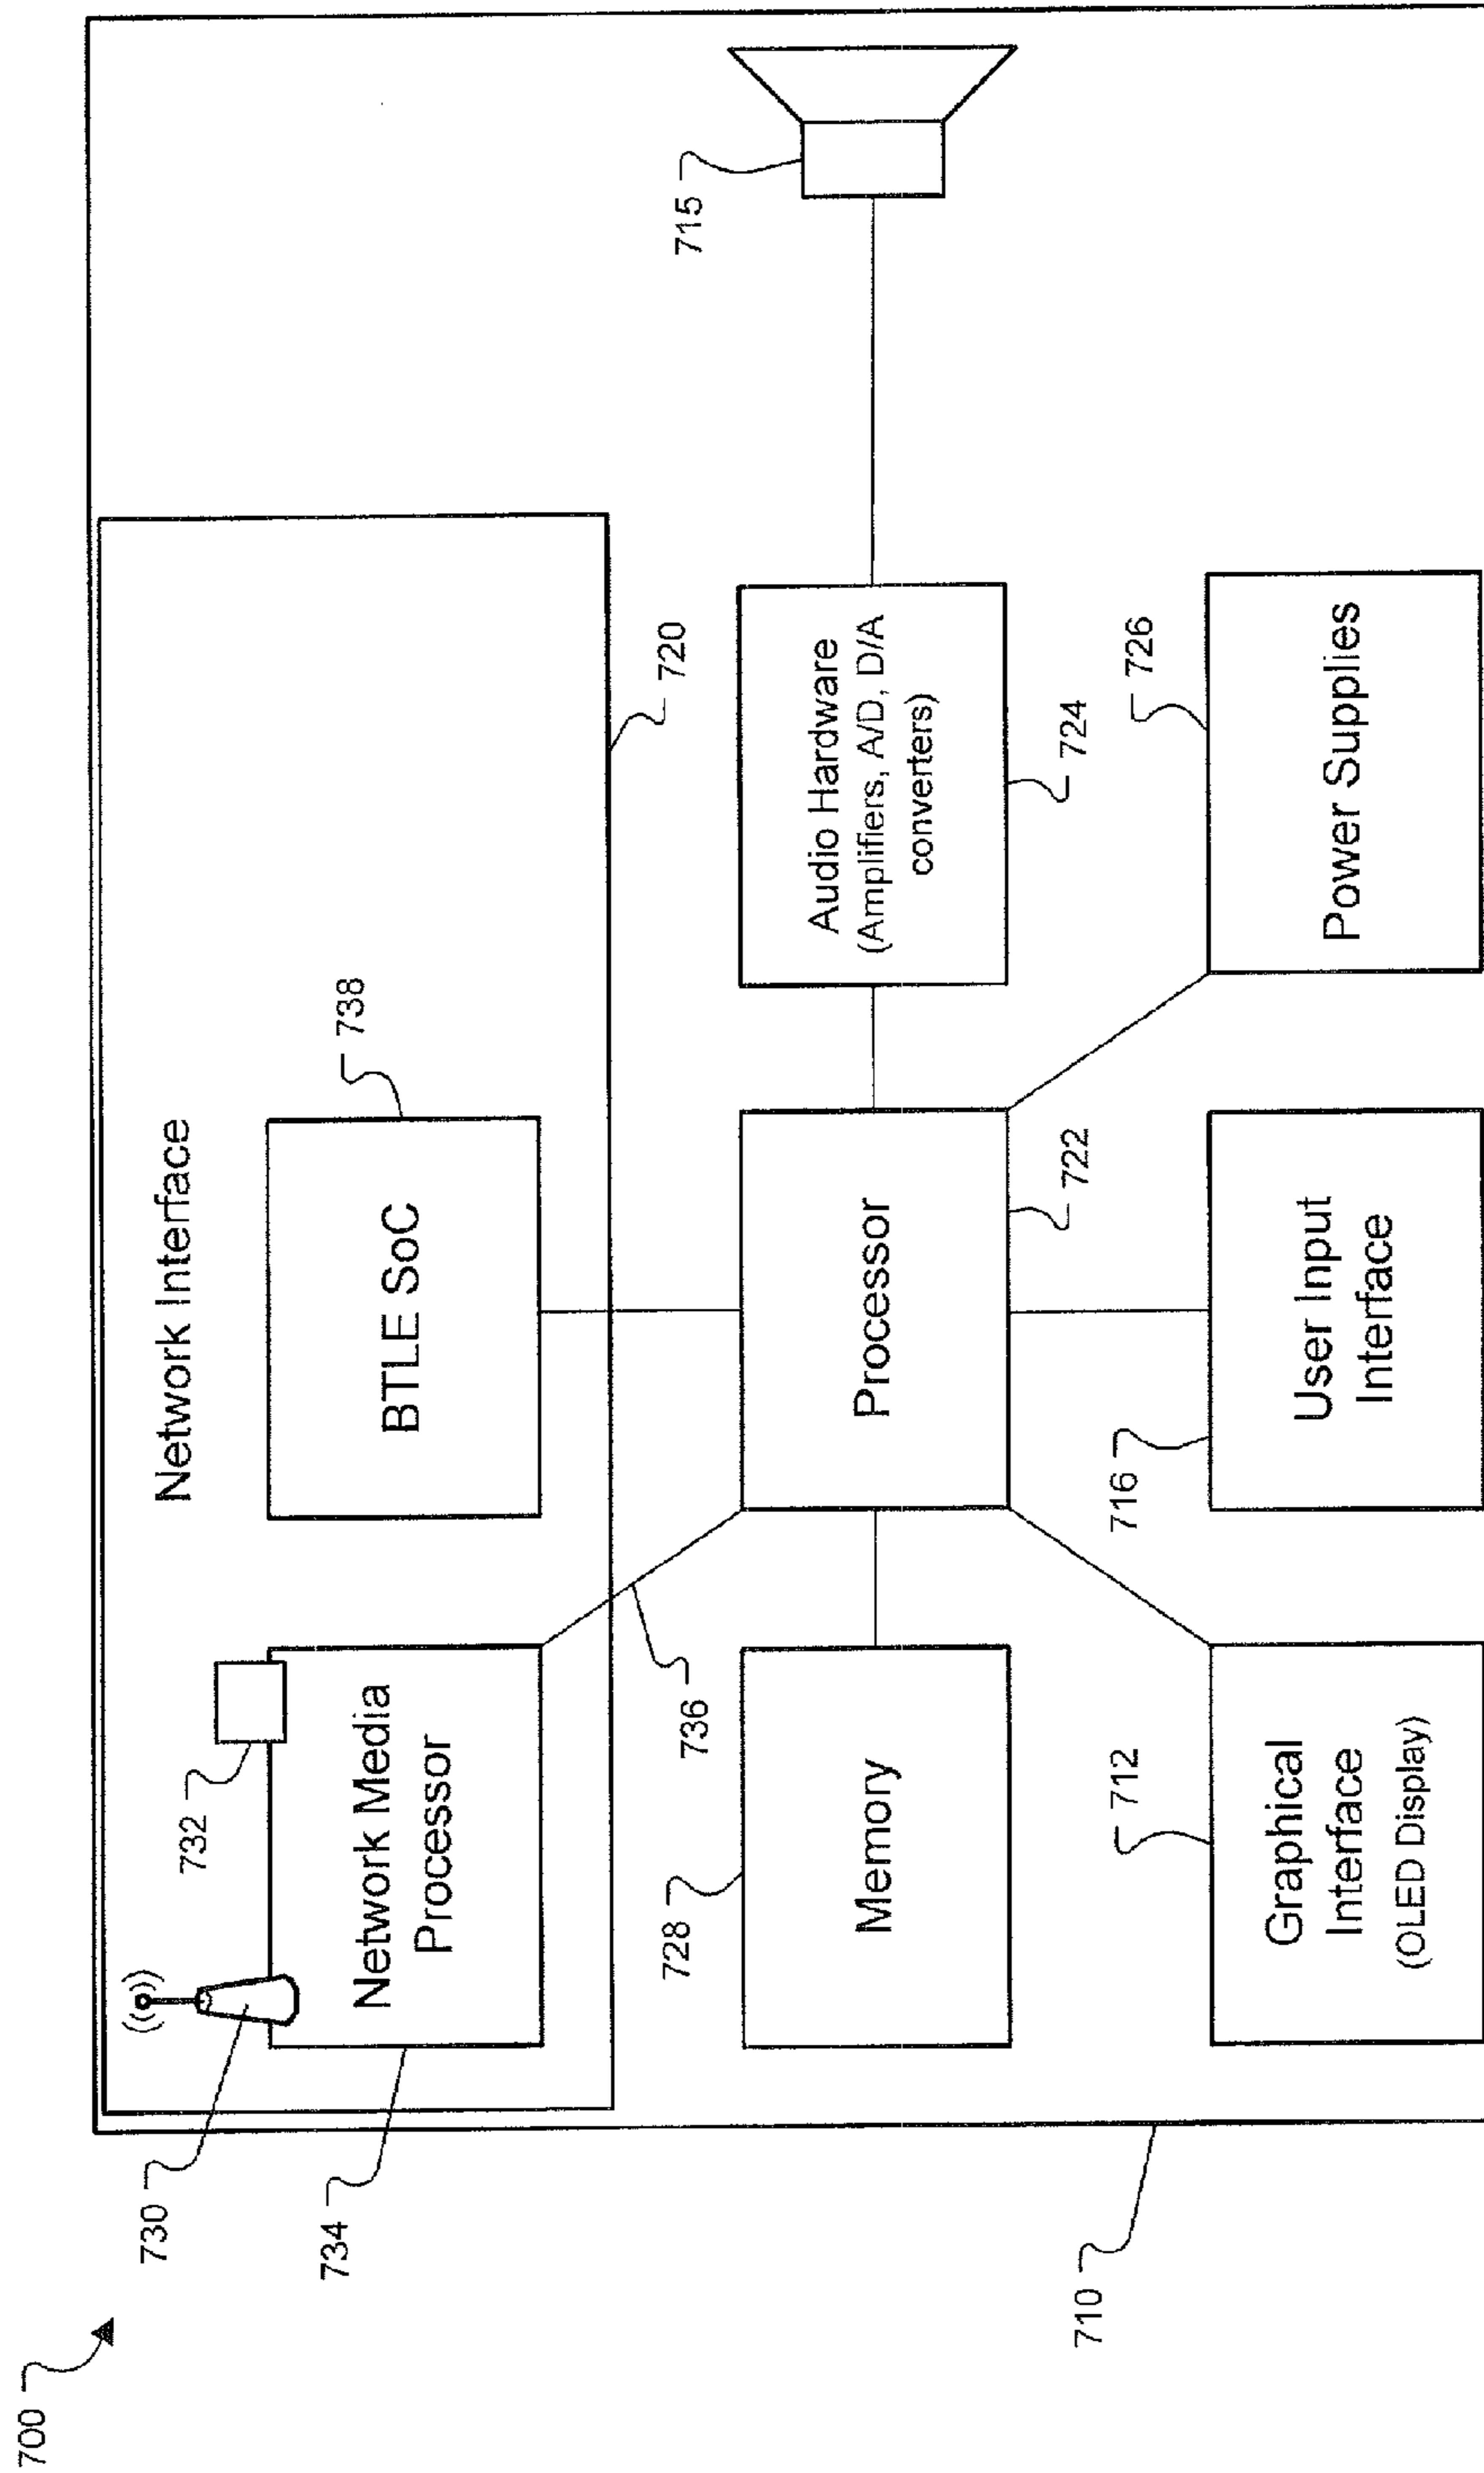 700
730
732
Network Interface
738
734
Network Media
Processor
BTLE SoC
720
736
728
Memory
Processor
722
Audio Hardware
(Amplifiers, A/D, D/A
converters)
724
715
710
712
Graphical
Interface
(OLED Display)
716
User Input
Interface
726
Power Supplies